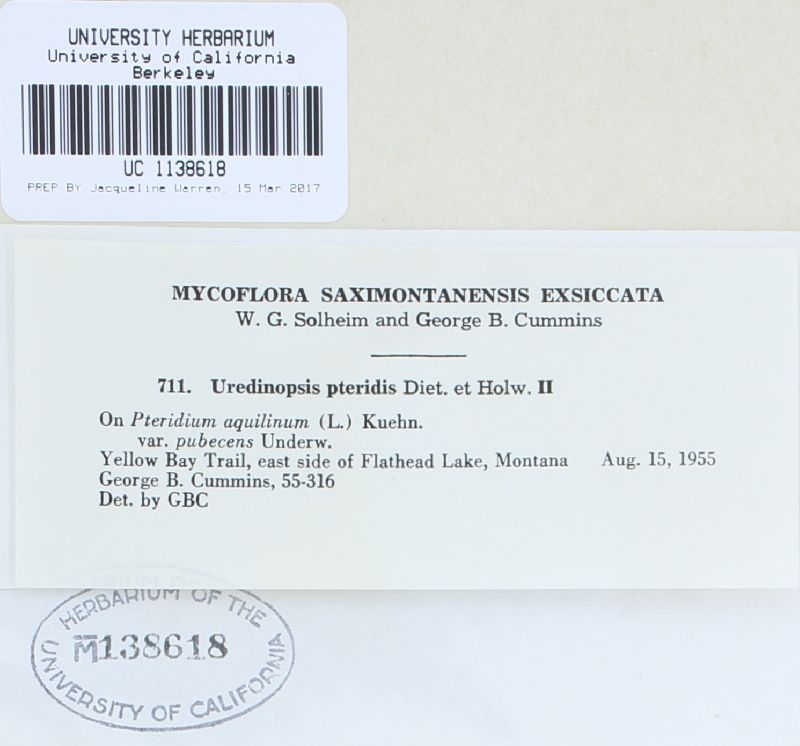 UNIVERSITY HERBARIUM
University of California
Berkeley
UC 1138618
PREP BY Jacqueline Warren, 15 Mar 2017
MYCOFLORA SAXIMONTANENSIS EXSICCATA
W. G. Solheim and George B. Cummins
711. Uredinopsis pteridis Diet. et Holw. II
On Pteridium aquilinum (L.) Kuehn.
var. pubecens Underw.
Yellow Bay Trail, east side of Flathead Lake, Montana Aug. 15, 1955
George B. Cummins, 55-316
Det. by GBC
HERBARIUM OF THE
M138618
UNIVERSITY OF CALIFORNIA